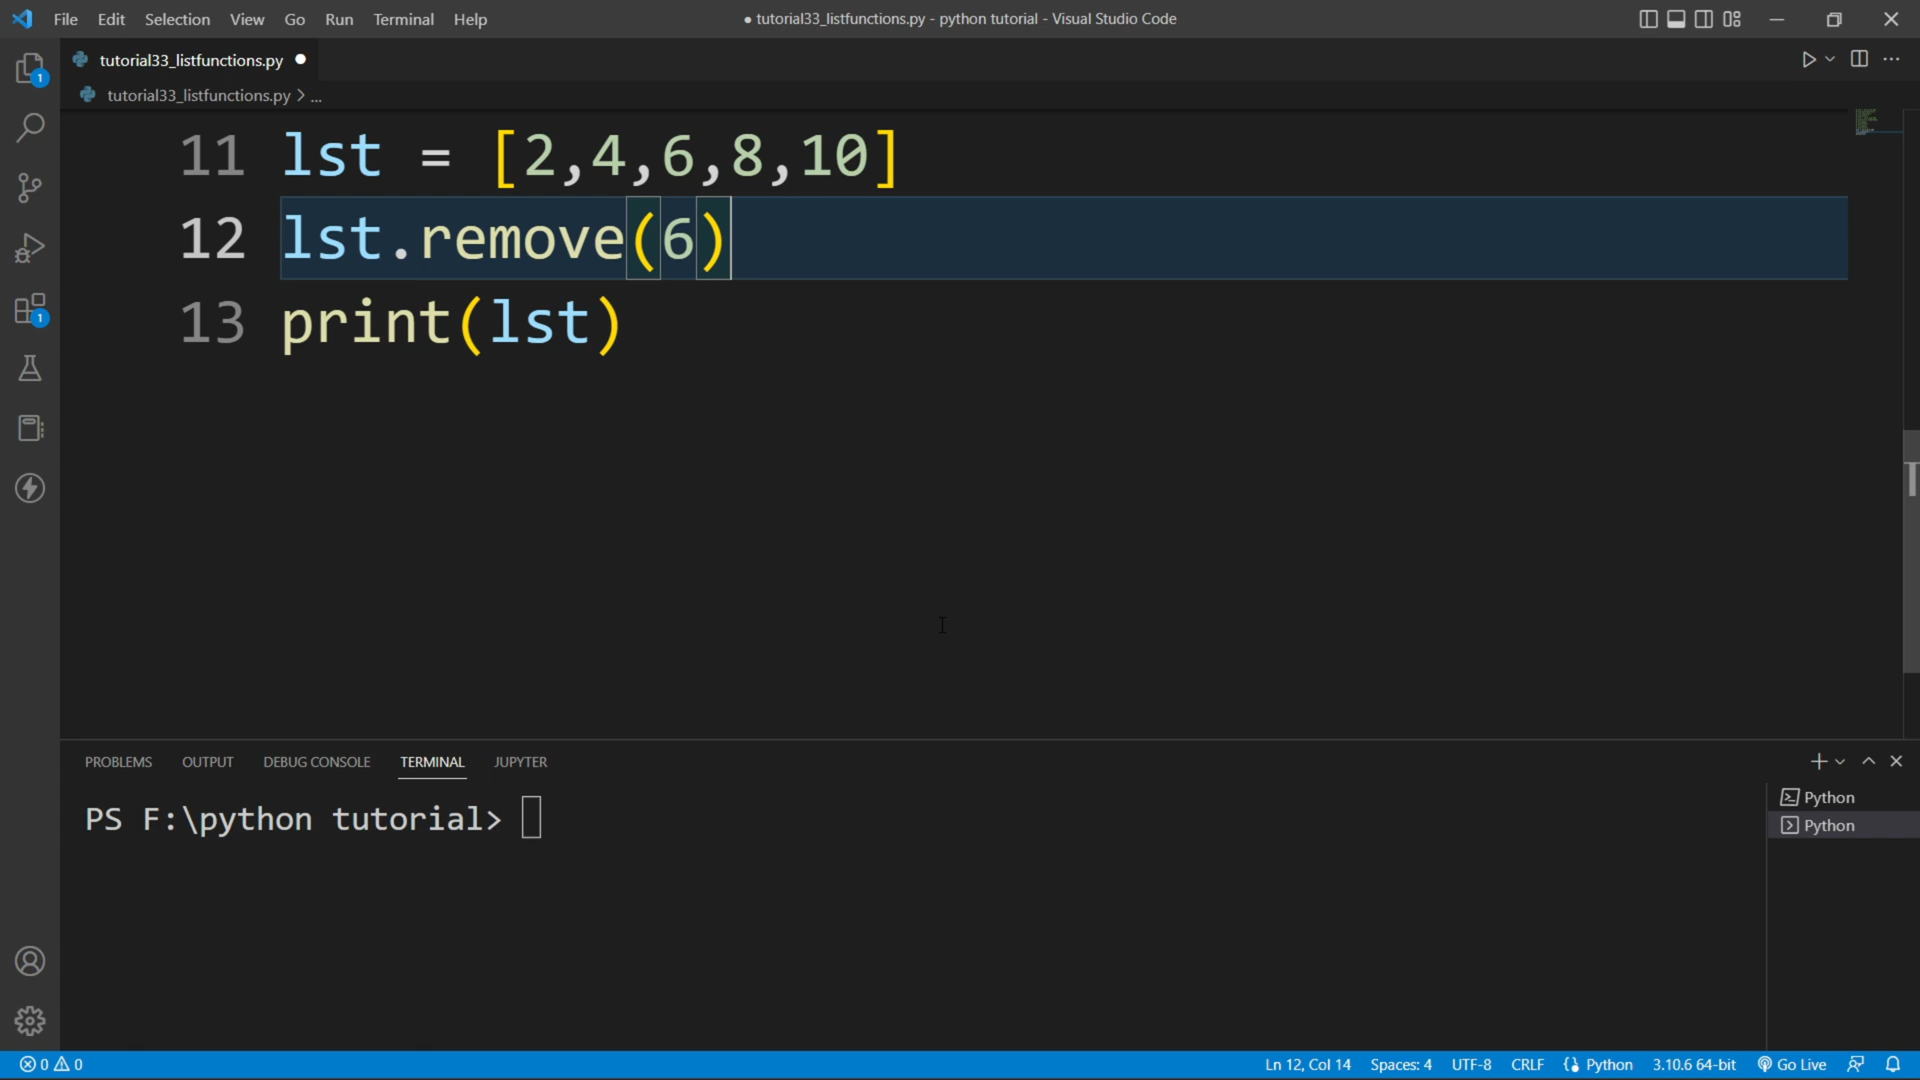 File Edit Selection View Go Run Terminal Help
● tutorial33_listfunctions.py - python tutorial - Visual Studio Code
tutorial33_listfunctions.py ●
tutorial33_listfunctions.py > ...
11 lst = [2,4,6,8,10]
12 lst.remove(6)
13 print(lst)
PROBLEMS OUTPUT DEBUG CONSOLE TERMINAL JUPYTER
PS F:\python tutorial>
Python
Python
1
1
0 0
Ln 12, Col 14 Spaces: 4 UTF-8 CRLF Python 3.10.6 64-bit Go Live